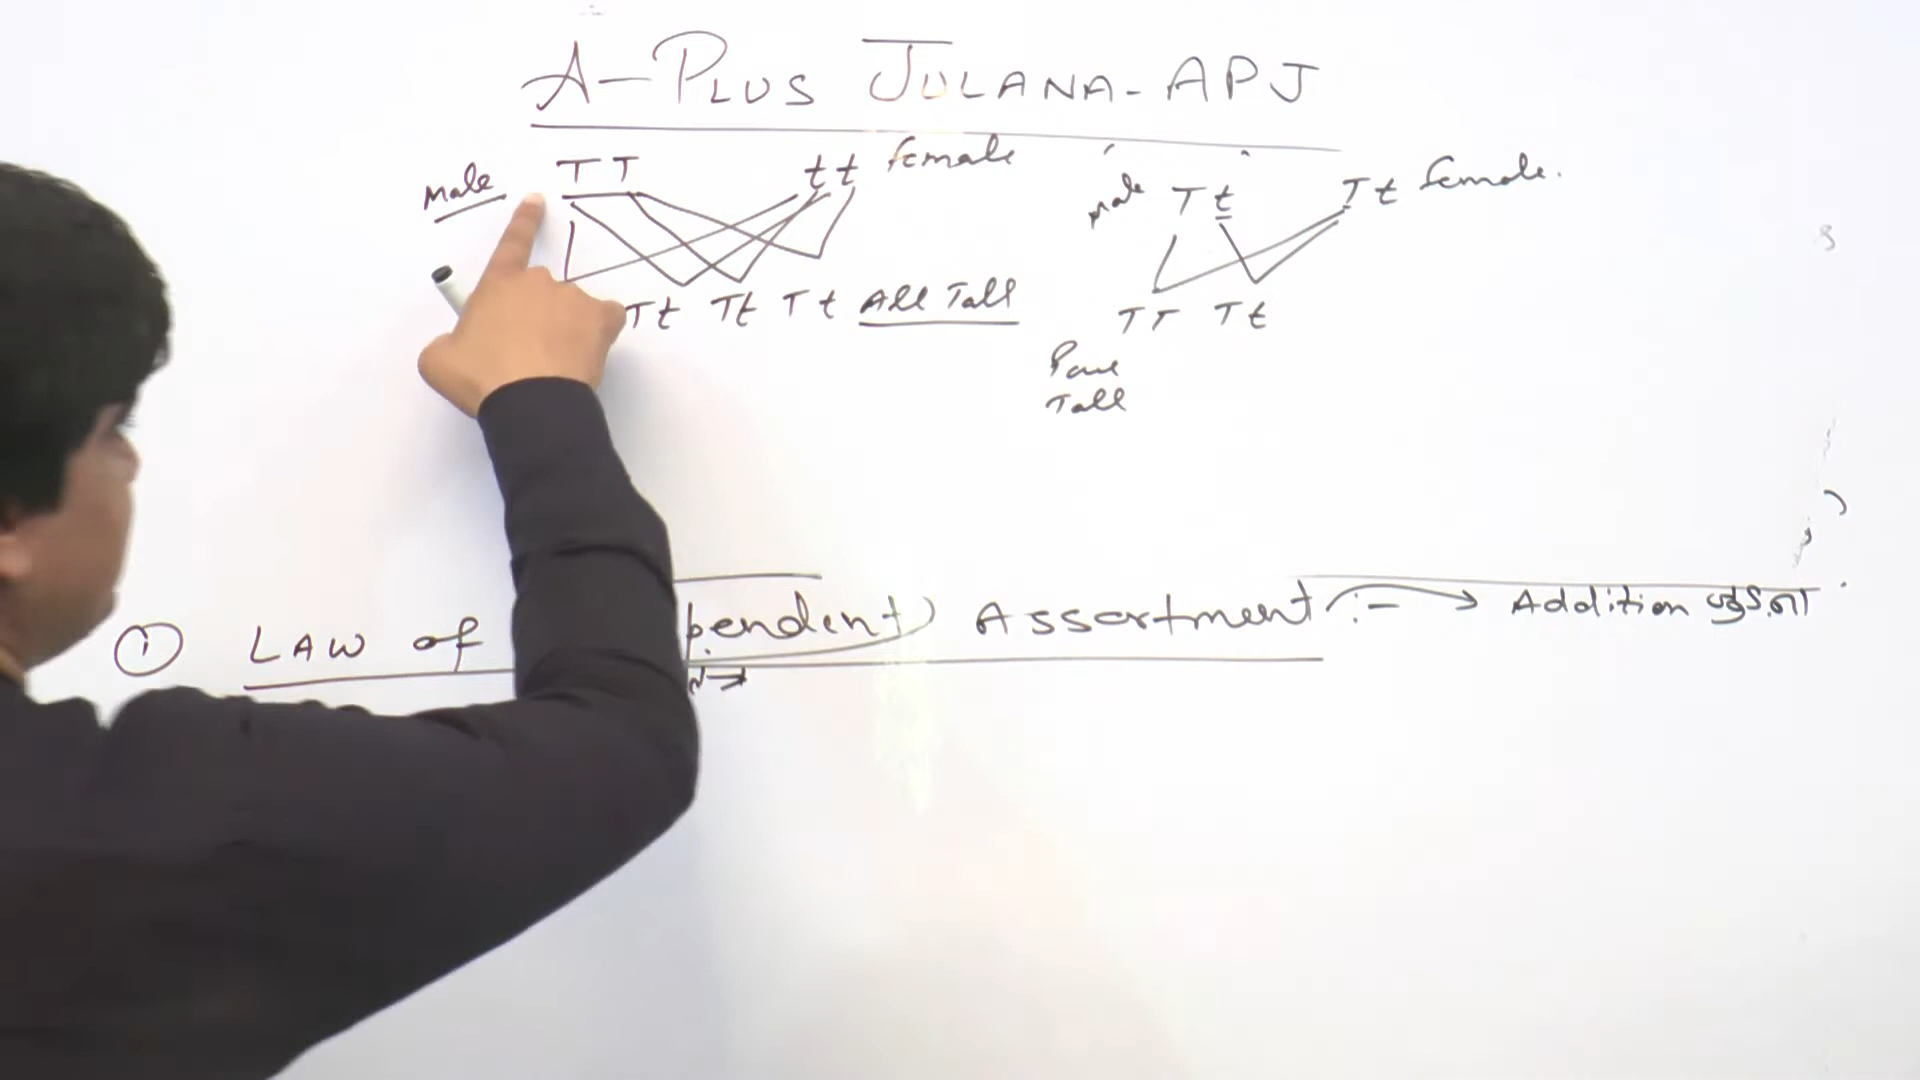 A-PLUS JULANA-APJ
male TT tt female
male Tt Tt female.
Tt Tt Tt All Tall
TT Tt
Pure
Tall
① LAW of pendent) Assortment :- → Addition